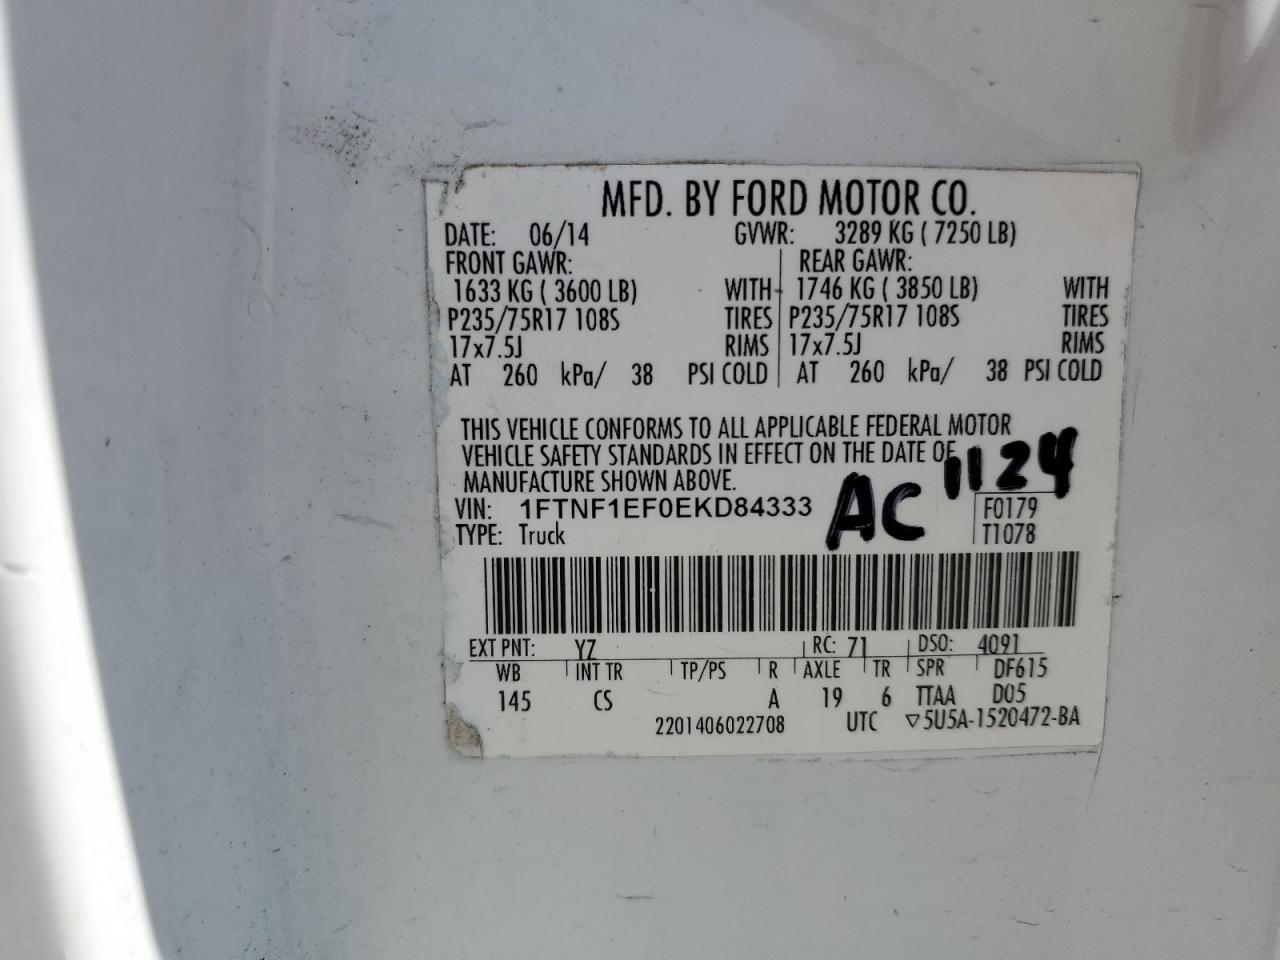 MFD. BY FORD MOTOR CO.
DATE: 06/14 GVWR: 3289 KG ( 7250 LB)
FRONT GAWR: REAR GAWR:
1633 KG ( 3600 LB) WITH 1746 KG ( 3850 LB) WITH
P235/75R17 108S TIRES P235/75R17 108S TIRES
17x7.5J RIMS 17x7.5J RIMS
AT 260 kPa/ 38 PSI COLD AT 260 kPa/ 38 PSI COLD
THIS VEHICLE CONFORMS TO ALL APPLICABLE FEDERAL MOTOR
VEHICLE SAFETY STANDARDS IN EFFECT ON THE DATE OF
MANUFACTURE SHOWN ABOVE.
AC 1124
VIN: 1FTNF1EF0EKD84333 F0179
TYPE: Truck T1078
EXT PNT: YZ RC: 71 DSO: 4091
WB INT TR TP/PS R AXLE TR SPR DF615
145 CS A 19 6 TTAA D05
2201406022708 UTC ▽5U5A-1520472-BA